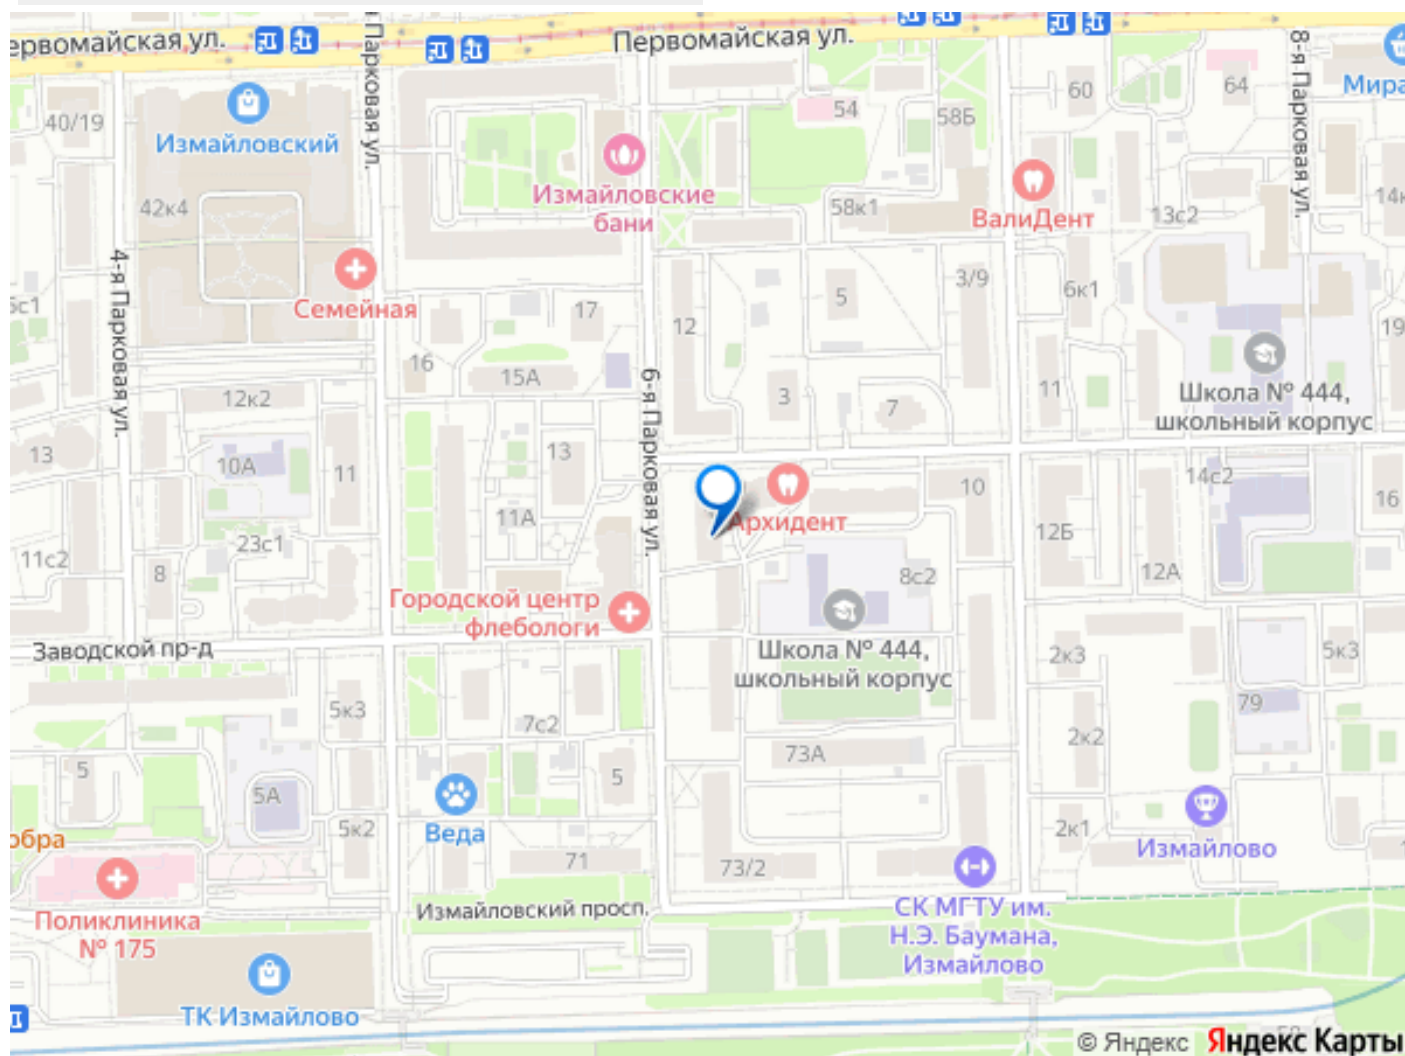 Первомайская ул.
Первомайская ул.
Парковая ул.
8-я Парковая ул.
60
64
Мира
40/19
Измайловский
54
58Б
Измайловские
бани
ВалиДент
42к4
58к1
13с2
14к
4-я Парковая ул.
Семейная
3/9
5
6к1
17
12
19
16
15А
6-я Парковая ул.
3
7
11
Школа № 444,
школьный корпус
12к2
13
10А
11
13
14с2
10
16
11А
Архидент
12Б
23с1
11с2
8
12А
8с2
Городской центр
флебологи
Заводской пр-д
Школа № 444,
школьный корпус
2к3
5к3
5к3
7с2
79
73А
2к2
5
5А
5
5к2
Веда
2к1
Измайлово
обра
71
73/2
Поликлиника
№ 175
Измайловский просп.
СК МГТУ им.
Н.Э. Баумана,
Измайлово
ТК Измайлово
© Яндекс Яндекс Карты